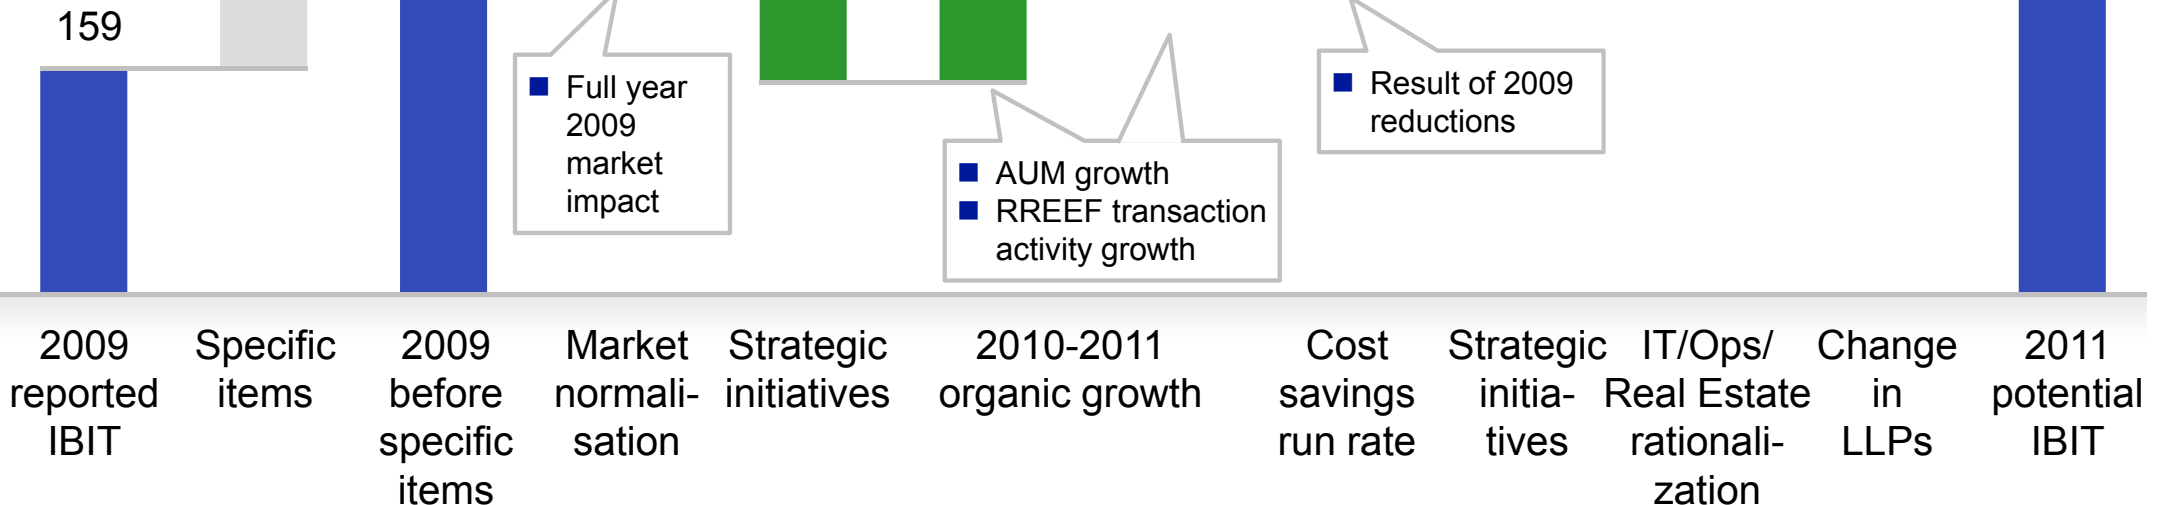 159
■ Full year
2009
market
impact
■ AUM growth
■ RREEF transaction
activity growth
■ Result of 2009
reductions
2009
reported
IBIT
Specific
items
2009
before
specific
items
Market
normali-
sation
Strategic
initiatives
2010-2011
organic growth
Cost
savings
run rate
Strategic
initia-
tives
IT/Ops/
Real Estate
rationali-
zation
Change
in
LLPs
2011
potential
IBIT